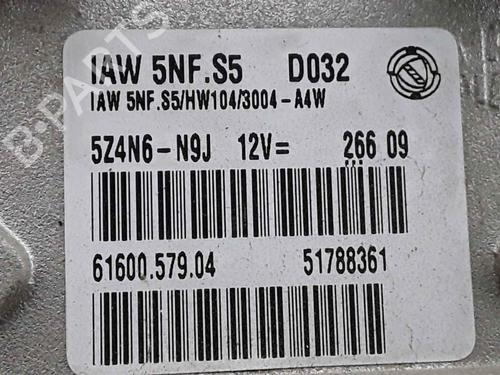 IAW 5NF.S5 D032
IAW 5NF.S5/HW104/3004-A4W
5Z4N6-N9J 12V= 266 09
61600.579.04 51788361
B-PARTS